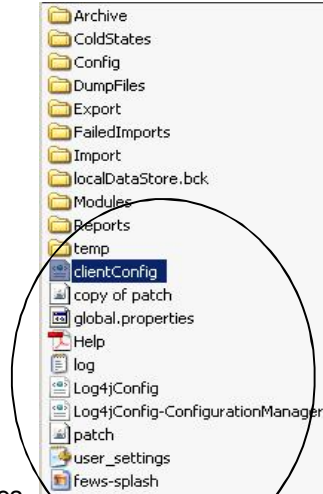 Archive
ColdStates
Config
DumpFiles
Export
FailedImports
Import
localDataStore.bck
Modules
Reports
temp
clientConfig
copy of patch
global.properties
Help
log
Log4jConfig
Log4jConfig-ConfigurationManager
patch
user_settings
fews-splash